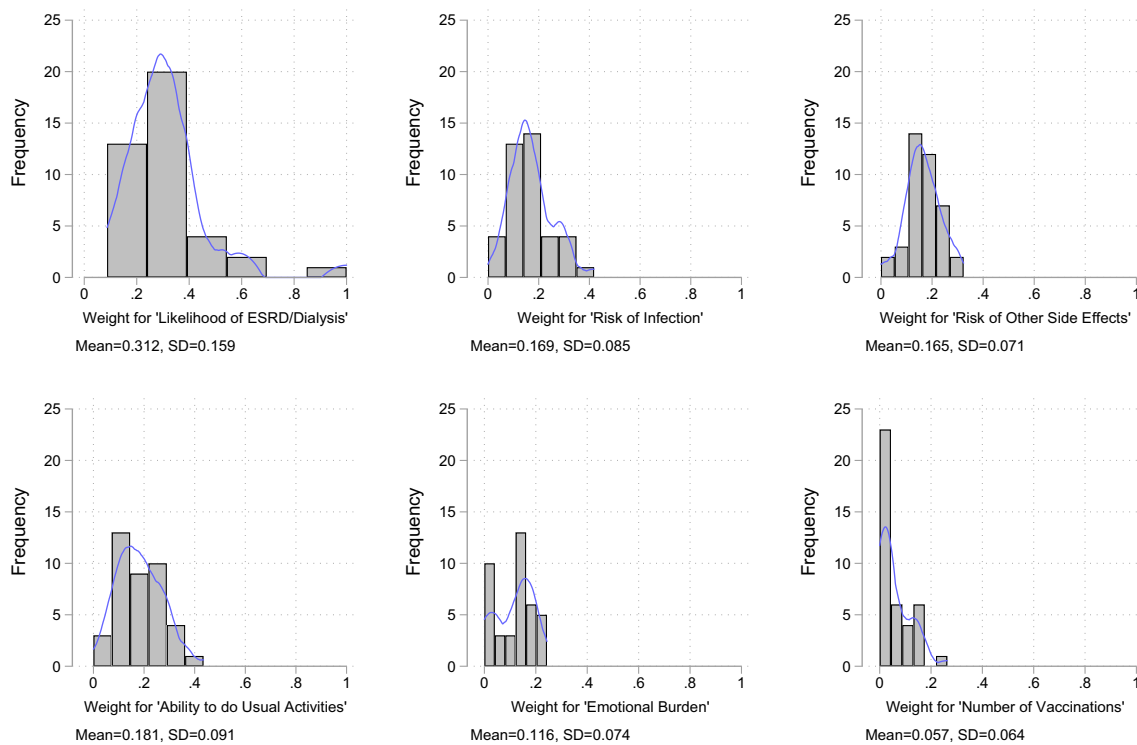 25
20
15
10
5
0
Frequency
0 .2 .4 .6 .8 1
Weight for 'Likelihood of ESRD/Dialysis'
Mean=0.312, SD=0.159
25
20
15
10
5
0
Frequency
0 .2 .4 .6 .8 1
Weight for 'Risk of Infection'
Mean=0.169, SD=0.085
25
20
15
10
5
0
Frequency
0 .2 .4 .6 .8 1
Weight for 'Risk of Other Side Effects'
Mean=0.165, SD=0.071
25
20
15
10
5
0
Frequency
0 .2 .4 .6 .8 1
Weight for 'Ability to do Usual Activities'
Mean=0.181, SD=0.091
25
20
15
10
5
0
Frequency
0 .2 .4 .6 .8 1
Weight for 'Emotional Burden'
Mean=0.116, SD=0.074
25
20
15
10
5
0
Frequency
0 .2 .4 .6 .8 1
Weight for 'Number of Vaccinations'
Mean=0.057, SD=0.064